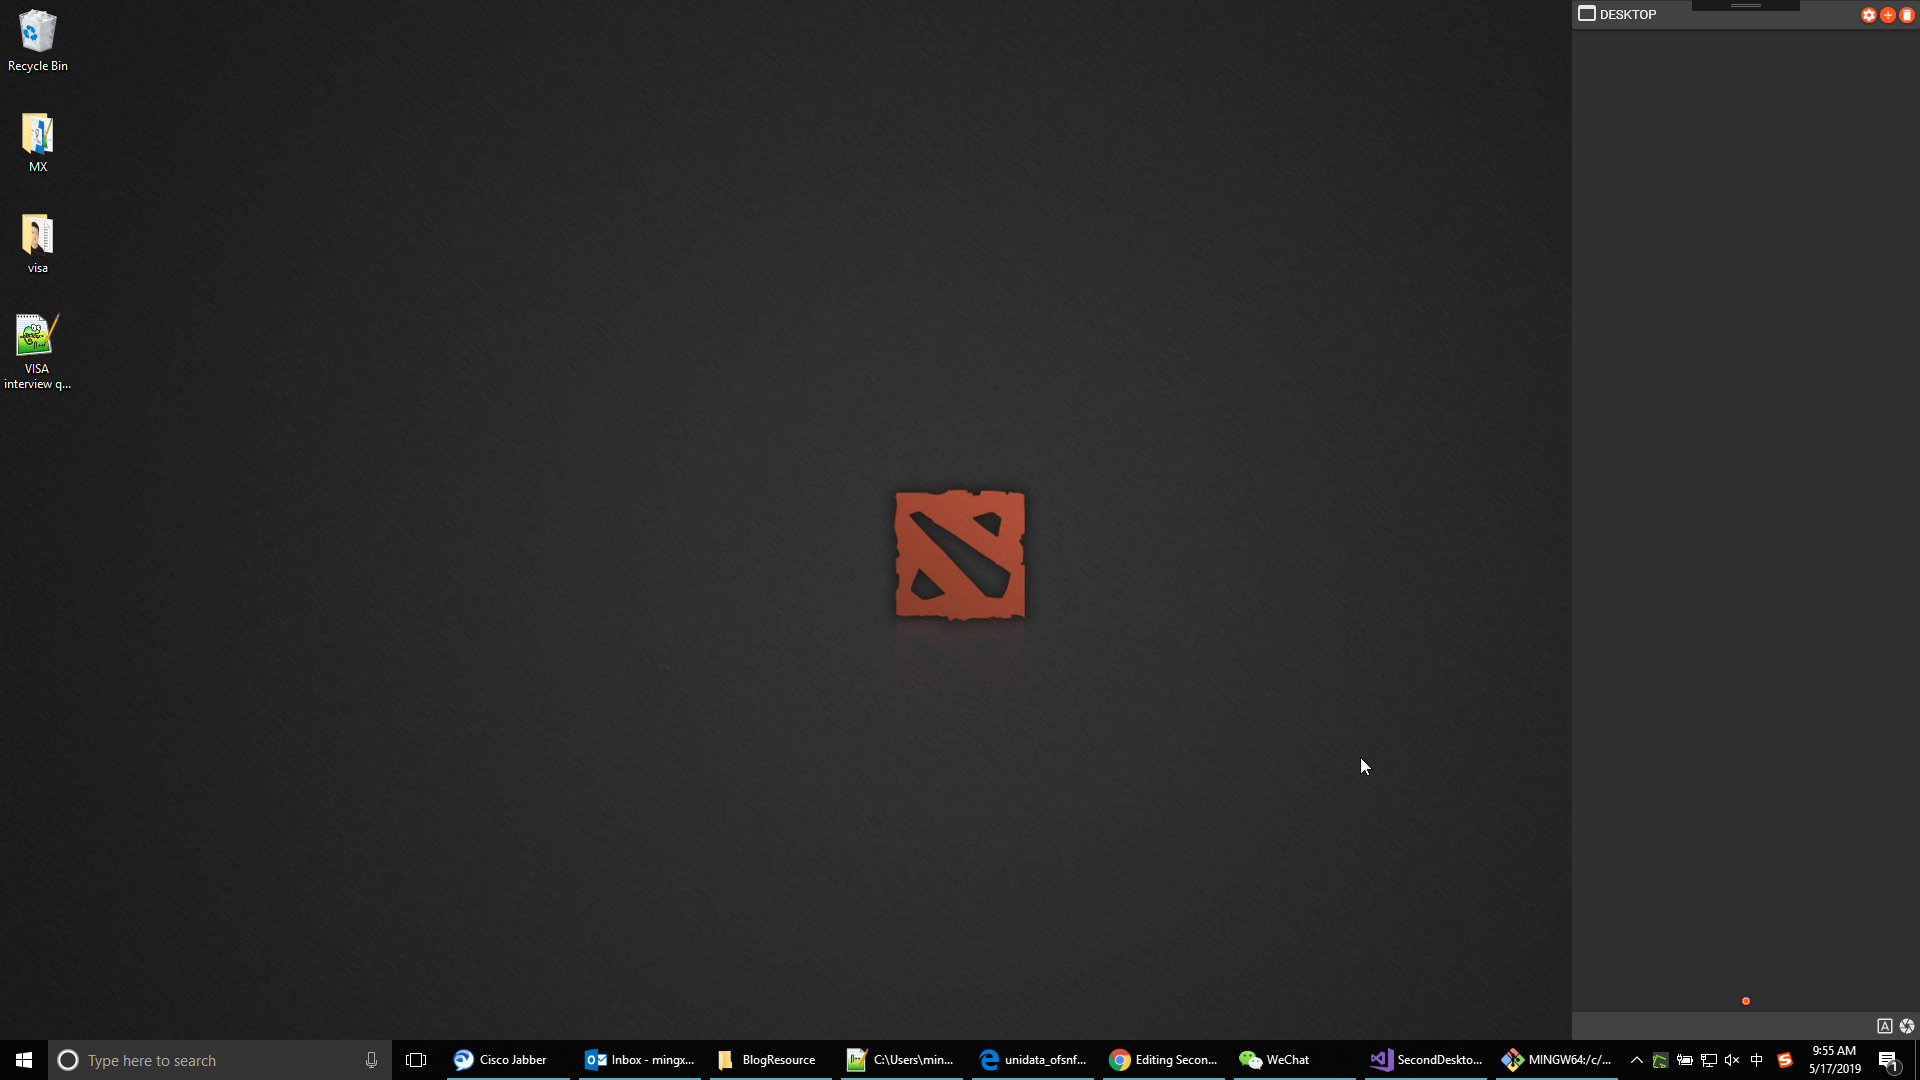 Recycle Bin
MX
visa
VISA
interview q...
DESKTOP
A
Type here to search
Cisco Jabber
Inbox - mingx...
BlogResource
C:\Users\min...
unidata_ofsnf...
Editing Secon...
WeChat
SecondDeskto...
MINGW64:/c/...
中
S
9:55 AM
5/17/2019
1